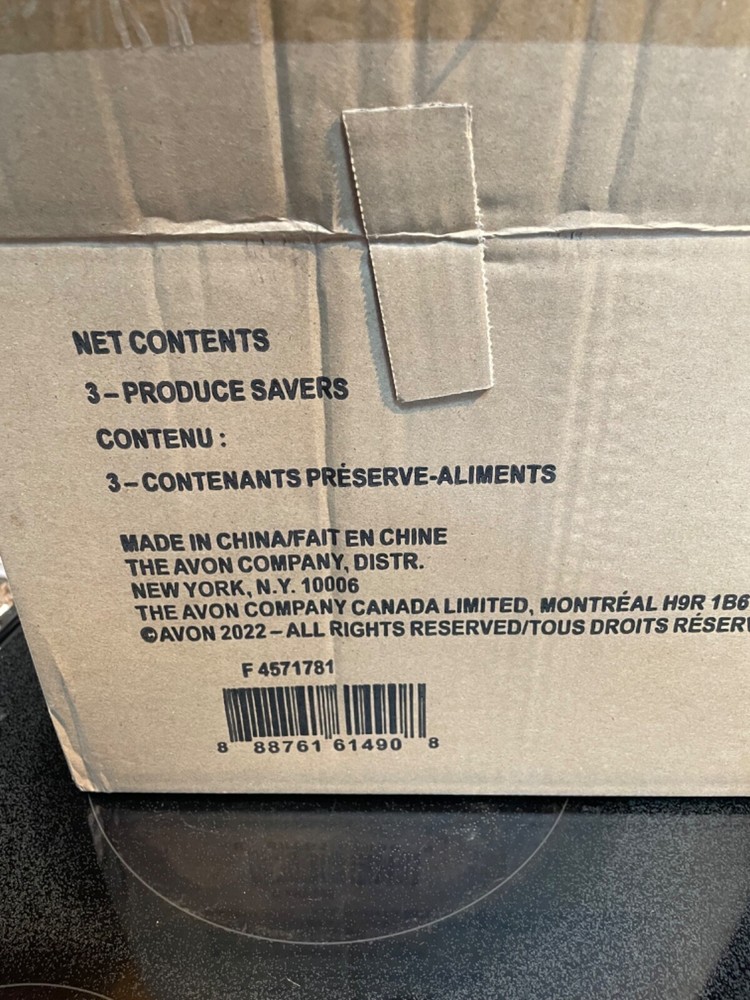 NET CONTENTS
3–PRODUCE SAVERS
CONTENU :
3–CONTENANTS PRÉSERVE-ALIMENTS
MADE IN CHINA/FAIT EN CHINE
THE AVON COMPANY, DISTR.
NEW YORK, N.Y. 10006
THE AVON COMPANY CANADA LIMITED, MONTRÉAL H9R 1B6
©AVON 2022 – ALL RIGHTS RESERVED/TOUS DROITS RÉSERV
F 4571781
8 88761 61490 8